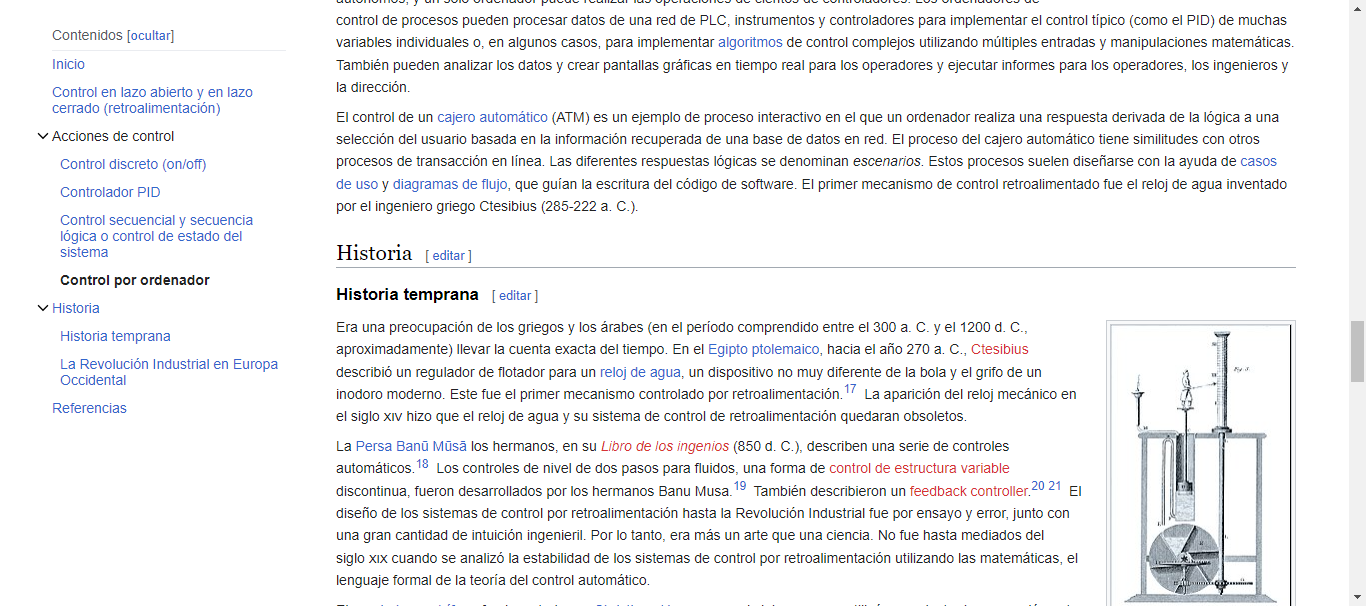 Contenidos [ocultar]
Inicio
Control en lazo abierto y en lazo
cerrado (retroalimentación)
Acciones de control
Control discreto (on/off)
Controlador PID
Control secuencial y secuencia
lógica o control de estado del
sistema
Control por ordenador
Historia
Historia temprana
La Revolución Industrial en Europa
Occidental
Referencias
control de procesos pueden procesar datos de una red de PLC, instrumentos y controladores para implementar el control típico (como el PID) de muchas
variables individuales o, en algunos casos, para implementar algoritmos de control complejos utilizando múltiples entradas y manipulaciones matemáticas.
También pueden analizar los datos y crear pantallas gráficas en tiempo real para los operadores y ejecutar informes para los operadores, los ingenieros y
la dirección.
El control de un cajero automático (ATM) es un ejemplo de proceso interactivo en el que un ordenador realiza una respuesta derivada de la lógica a una
selección del usuario basada en la información recuperada de una base de datos en red. El proceso del cajero automático tiene similitudes con otros
procesos de transacción en línea. Las diferentes respuestas lógicas se denominan escenarios. Estos procesos suelen diseñarse con la ayuda de casos
de uso y diagramas de flujo, que guían la escritura del código de software. El primer mecanismo de control retroalimentado fue el reloj de agua inventado
por el ingeniero griego Ctesibius (285-222 a. C.).
Historia [ editar ]
Historia temprana [ editar ]
Era una preocupación de los griegos y los árabes (en el período comprendido entre el 300 a. C. y el 1200 d. C.,
aproximadamente) llevar la cuenta exacta del tiempo. En el Egipto ptolemaico, hacia el año 270 a. C., Ctesibius
describió un regulador de flotador para un reloj de agua, un dispositivo no muy diferente de la bola y el grifo de un
inodoro moderno. Este fue el primer mecanismo controlado por retroalimentación.17 La aparición del reloj mecánico en
el siglo XIV hizo que el reloj de agua y su sistema de control de retroalimentación quedaran obsoletos.
La Persa Banū Mūsā los hermanos, en su Libro de los ingenios (850 d. C.), describen una serie de controles
automáticos.18 Los controles de nivel de dos pasos para fluidos, una forma de control de estructura variable
discontinua, fueron desarrollados por los hermanos Banu Musa.19 También describieron un feedback controller.20 21 El
diseño de los sistemas de control por retroalimentación hasta la Revolución Industrial fue por ensayo y error, junto con
una gran cantidad de intuición ingenieril. Por lo tanto, era más un arte que una ciencia. No fue hasta mediados del
siglo XIX cuando se analizó la estabilidad de los sistemas de control por retroalimentación utilizando las matemáticas, el
lenguaje formal de la teoría del control automático.